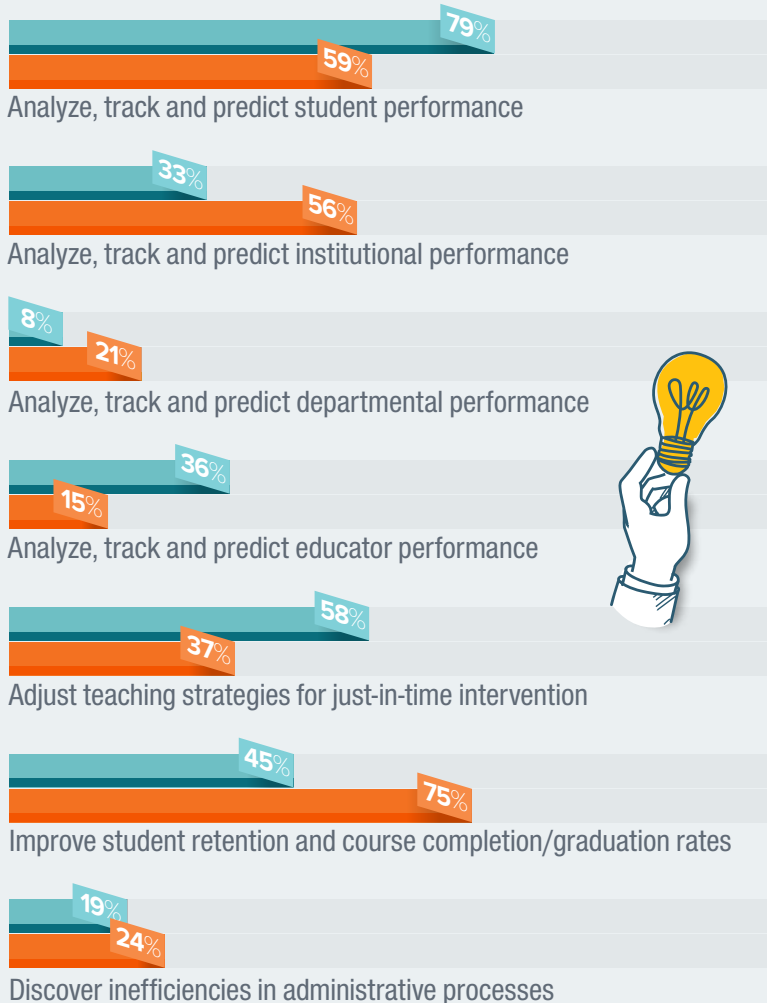 79%
59%
Analyze, track and predict student performance
33%
56%
Analyze, track and predict institutional performance
8%
21%
Analyze, track and predict departmental performance
36%
15%
Analyze, track and predict educator performance
58%
37%
Adjust teaching strategies for just-in-time intervention
45%
75%
Improve student retention and course completion/graduation rates
19%
24%
Discover inefficiencies in administrative processes